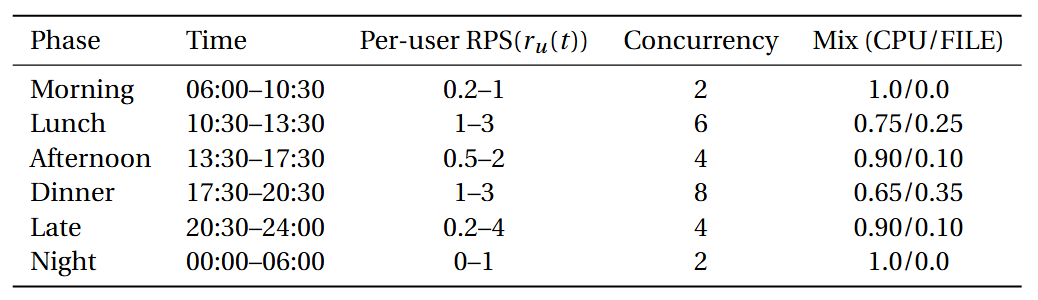 Phase Time Per-user RPS(r_u(t)) Concurrency Mix (CPU/FILE)
Morning 06:00–10:30 0.2–1 2 1.0/0.0
Lunch 10:30–13:30 1–3 6 0.75/0.25
Afternoon 13:30–17:30 0.5–2 4 0.90/0.10
Dinner 17:30–20:30 1–3 8 0.65/0.35
Late 20:30–24:00 0.2–4 4 0.90/0.10
Night 00:00–06:00 0–1 2 1.0/0.0